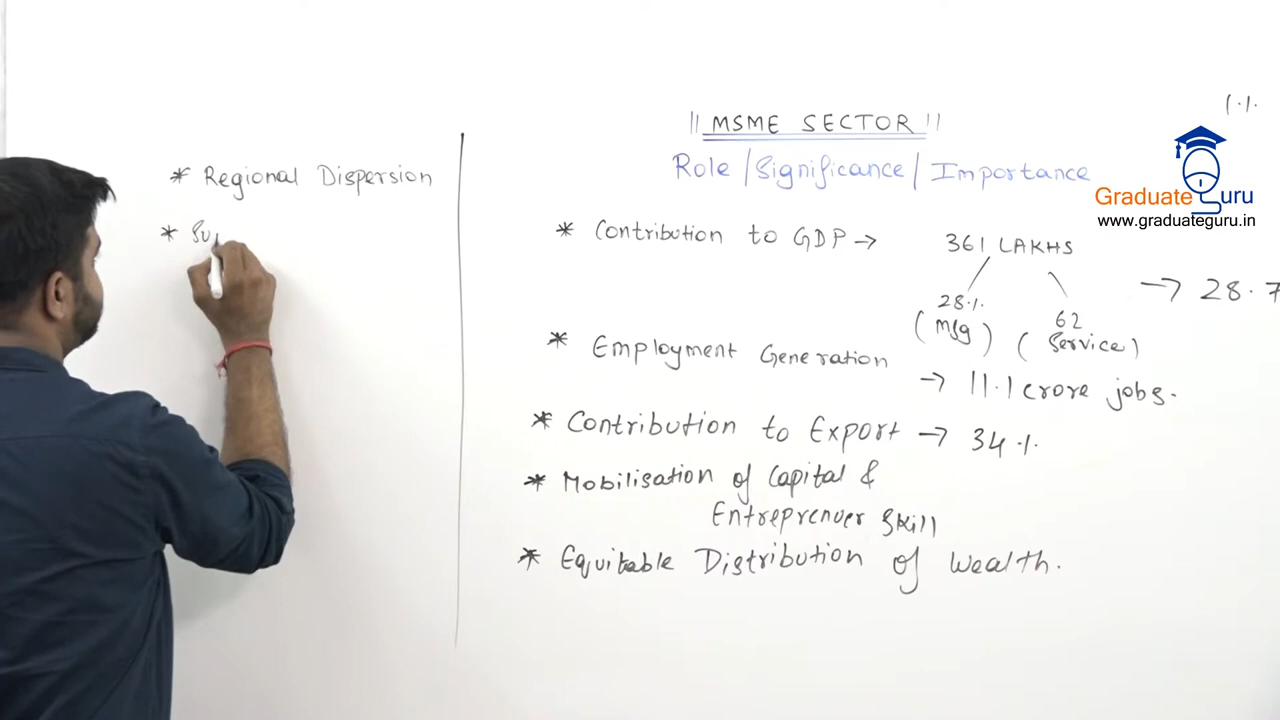 * Regional Dispersion
* Su
|| MSME SECTOR ||
Role / Significance / Importance
* Contribution to GDP → 361 LAKHS
28% 62
(Mfg) (Service)
→ 28.7
* Employment Generation
→ 11.1 crore jobs.
* Contribution to Export → 34%
* Mobilisation of Capital &
Entreprenuer Skill
* Equitable Distribution of Wealth.
Graduate Guru
www.graduateguru.in